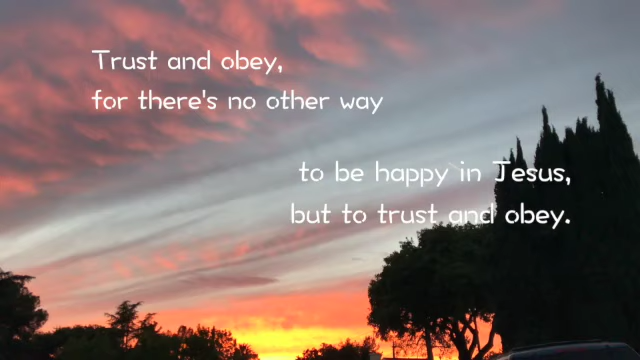 Trust and obey,
for there's no other way
to be happy in Jesus,
but to trust and obey.